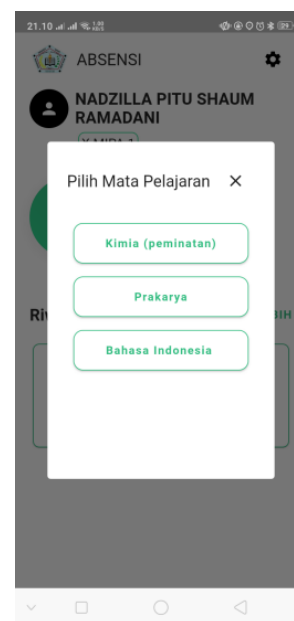 21.10
ABSENSI
NADZILLA PITU SHAUM
RAMADANI
Pilih Mata Pelajaran
Kimia (peminatan)
Prakarya
Bahasa Indonesia